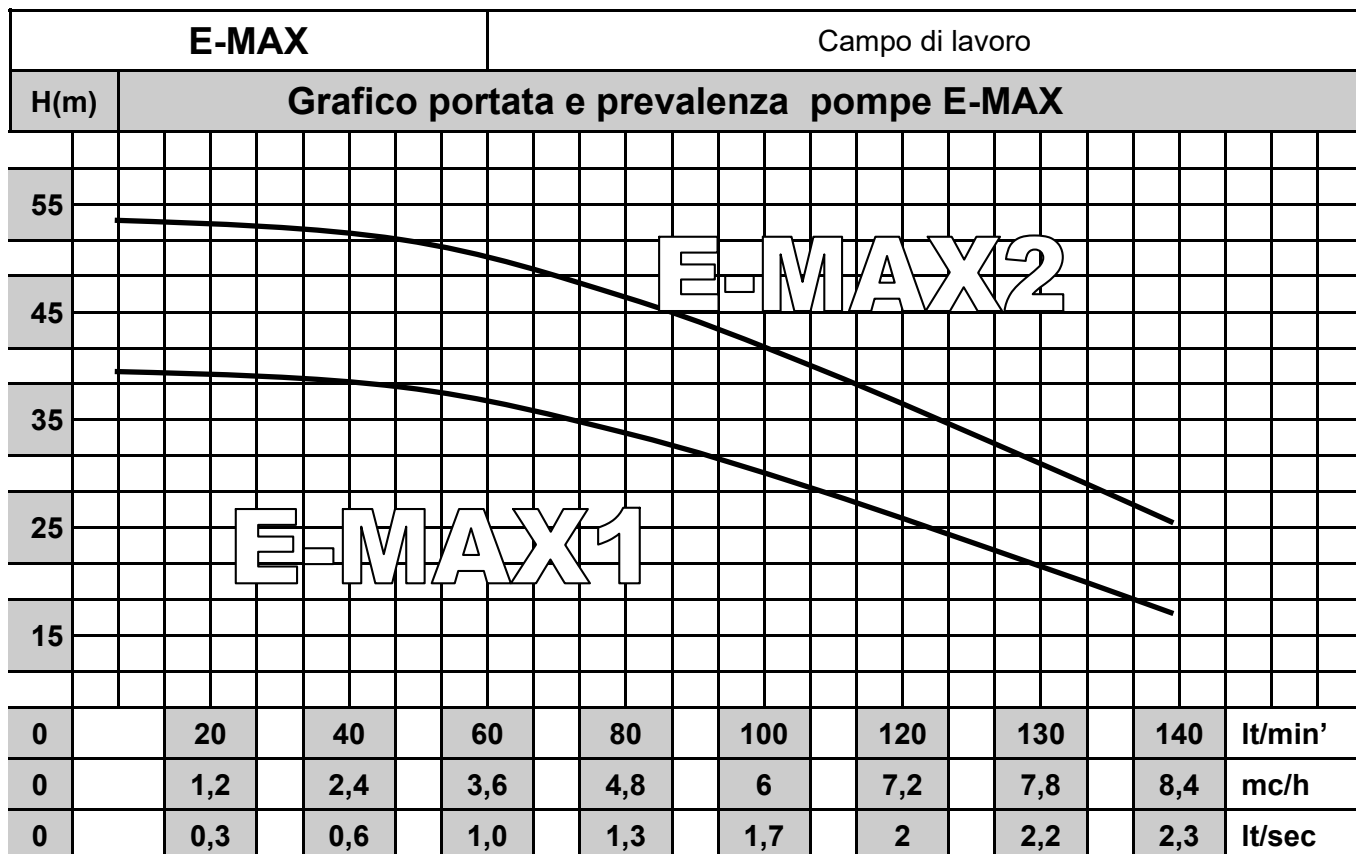 E-MAX Campo di lavoro
H(m) Grafico portata e prevalenza pompe E-MAX
55
E-MAX2
45
35
25
E-MAX1
15
0 20 40 60 80 100 120 130 140 lt/min’
0 1,2 2,4 3,6 4,8 6 7,2 7,8 8,4 mc/h
0 0,3 0,6 1,0 1,3 1,7 2 2,2 2,3 lt/sec